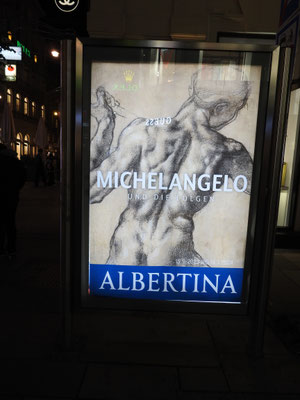 MICHELANGELO
UND DIE FOLGEN
ALBERTINA